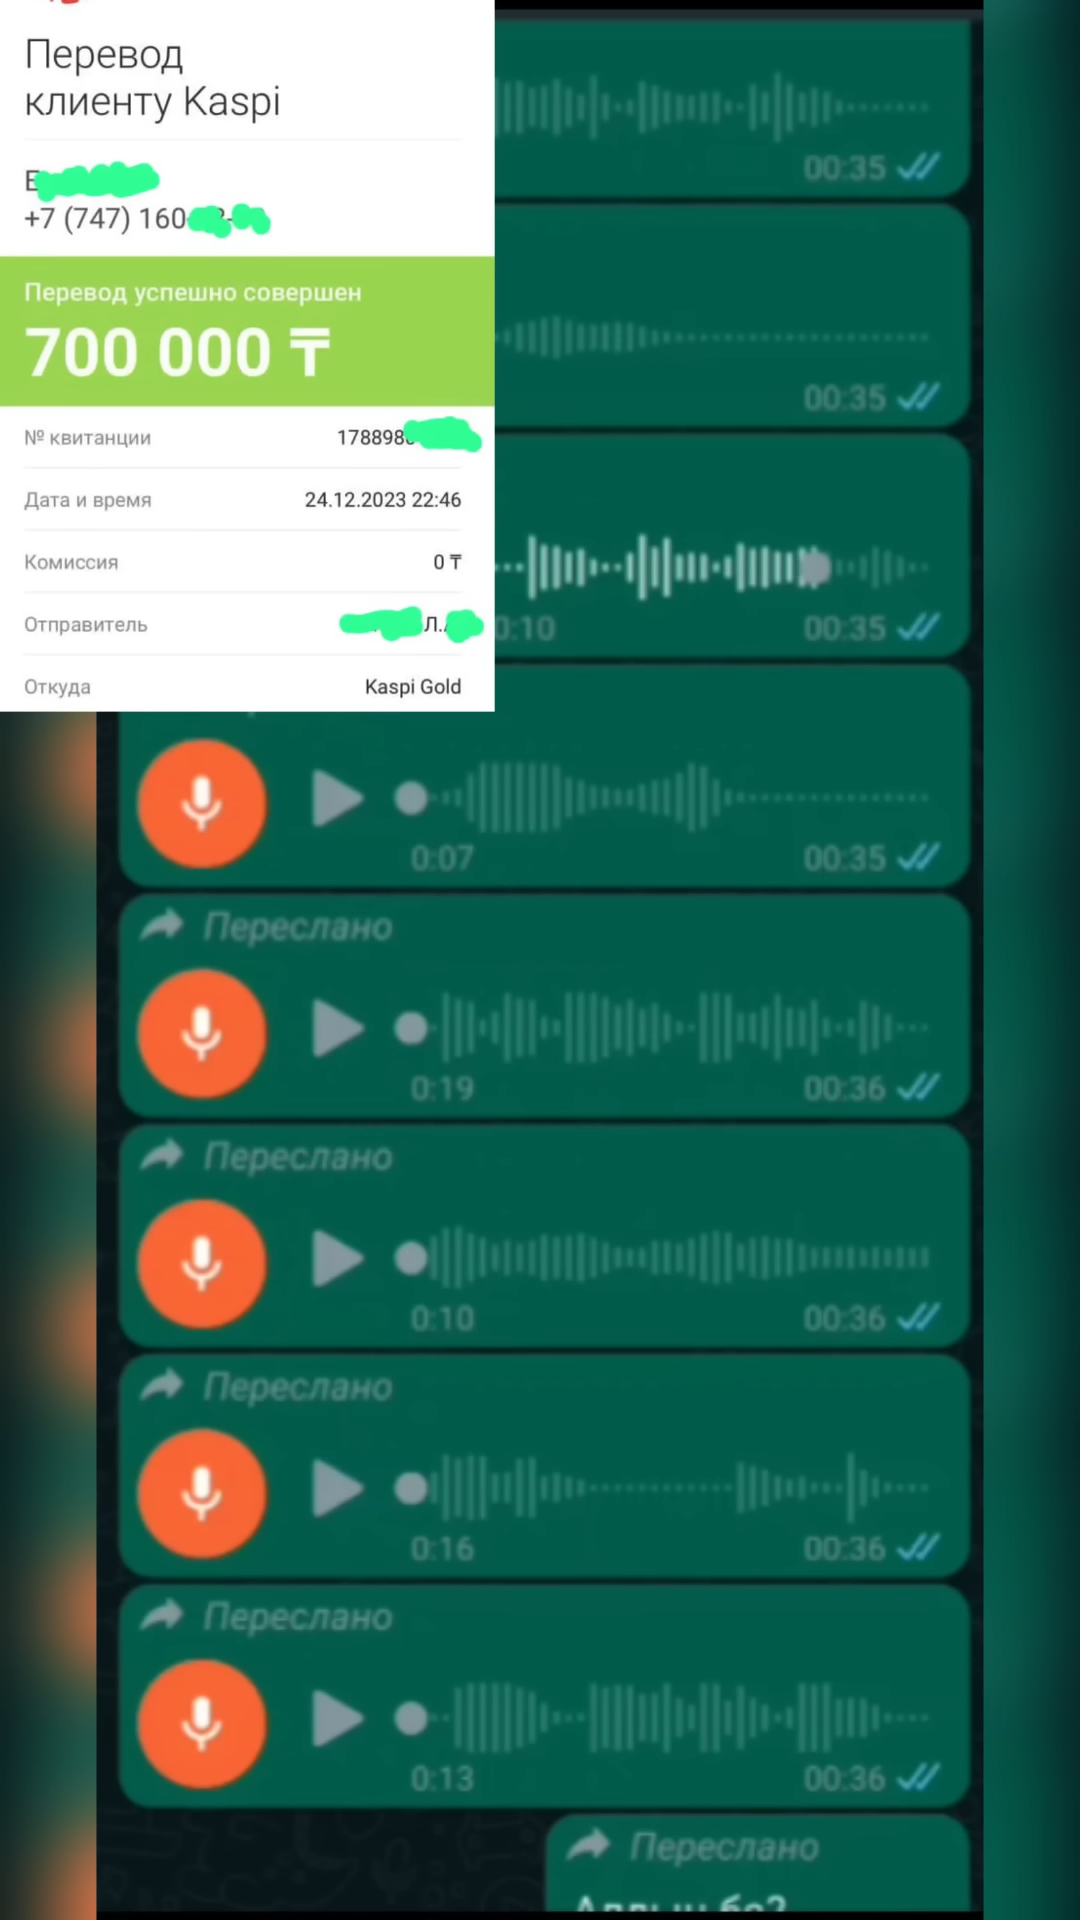 Перевод
клиенту Kaspi
+7 (747) 160
Перевод успешно совершен
700 000 ₸
№ квитанции 178898
Дата и время 24.12.2023 22:46
Комиссия 0 ₸
Отправитель Л.
Откуда Kaspi Gold
00:35
00:35
0:10 00:35
0:07 00:35
Переслано
0:19 00:36
Переслано
0:10 00:36
Переслано
0:16 00:36
Переслано
0:13 00:36
Переслано